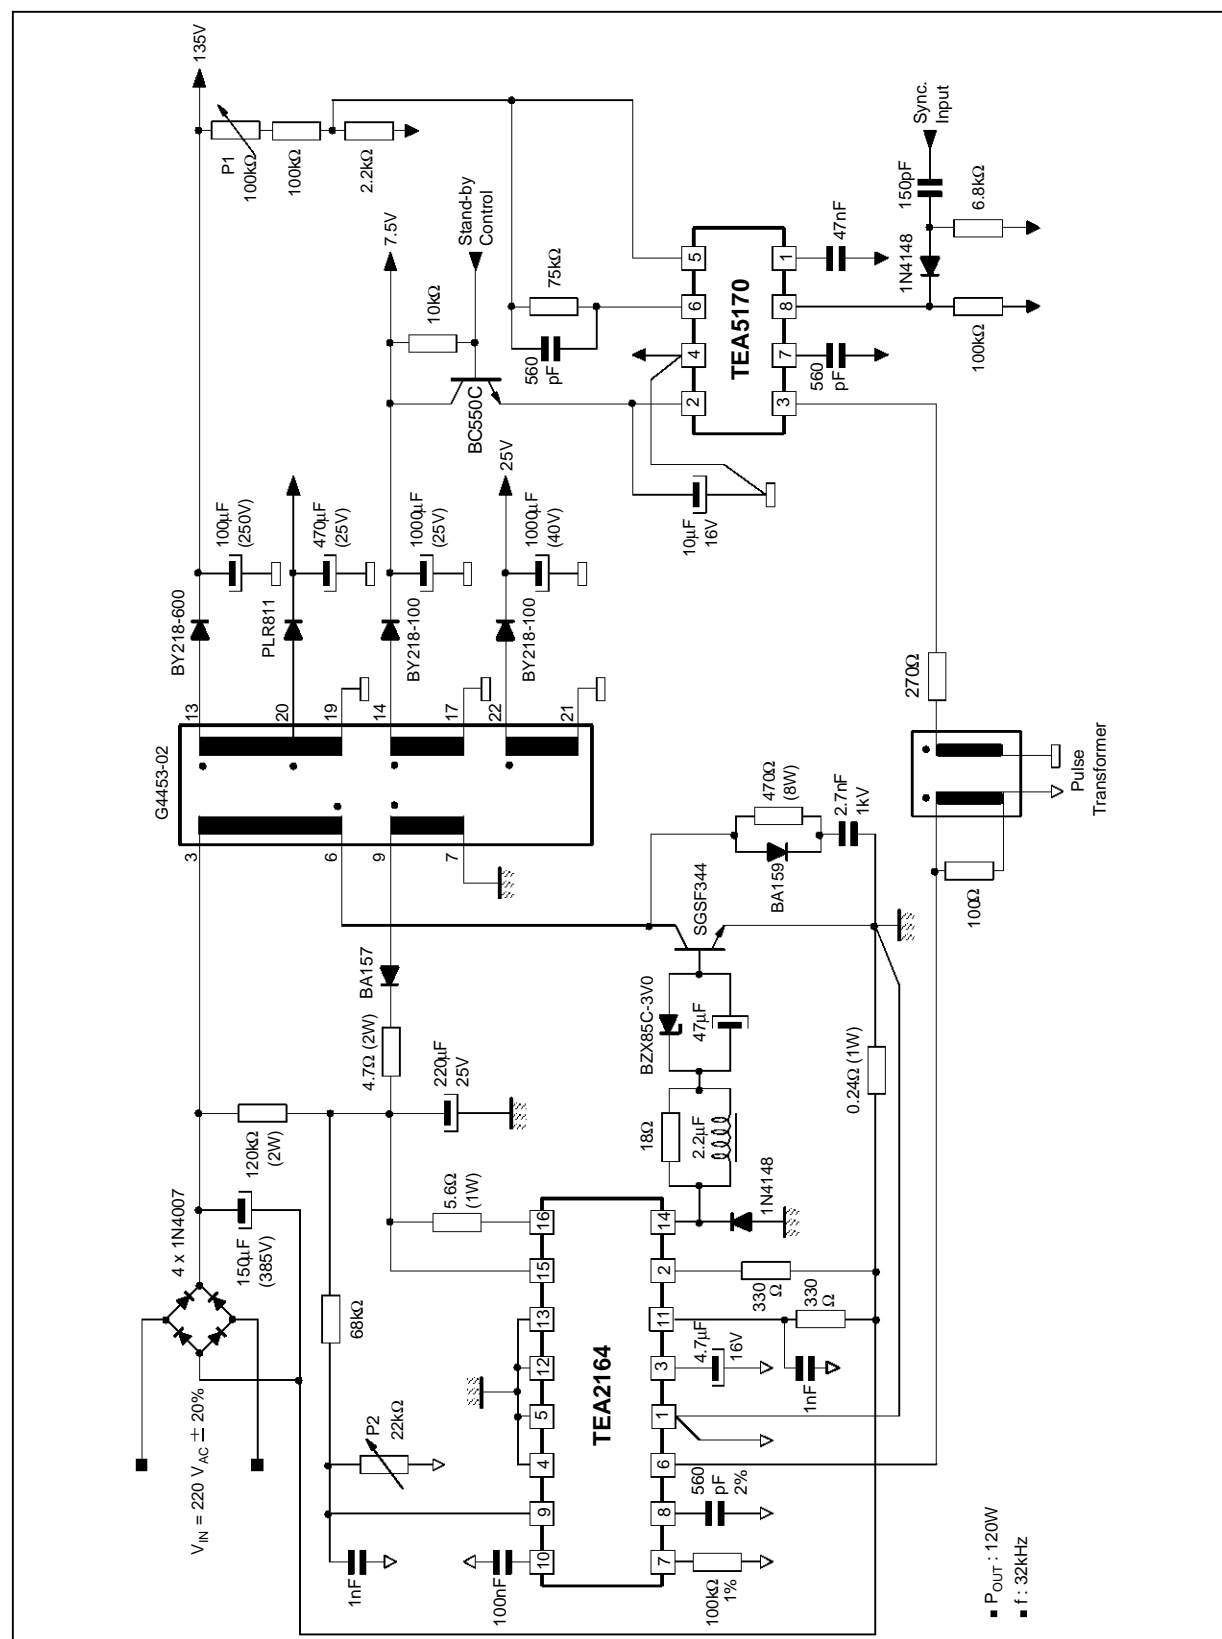 V_IN = 220 V_AC ± 20%
4 x 1N4007
150µF
(385V)
120kΩ
(2W)
68kΩ
P2
22kΩ
1nF
100nF
5.6Ω
(1W)
220µF
25V
4.7Ω (2W)
BA157
G4453-02
3
6
9
7
13
20
19
14
17
22
21
BY218-600
PLR811
BY218-100
BY218-100
100µF
(250V)
470µF
(25V)
1000µF
(25V)
1000µF
(40V)
135V
7.5V
25V
P1
100kΩ
100kΩ
2.2kΩ
Stand-by
Control
10kΩ
BC550C
75kΩ
560
pF
10µF
16V
2
4
6
5
TEA5170
3
7
8
1
560
pF
47nF
1N4148
150pF
Sync.
Input
100kΩ
6.8kΩ
270Ω
Pulse
Transformer
100Ω
470Ω
(8W)
BA159
2.7nF
1kV
SGSF344
BZX85C-3V0
47µF
18Ω
2.2µF
1N4148
0.24Ω (1W)
10
9
4
5
12
13
15
16
TEA2164
7
8
6
1
3
11
2
14
100kΩ
1%
560
pF
2%
4.7µF
16V
1nF
330
Ω
330
Ω
■ P_OUT : 120W
■ f : 32kHz